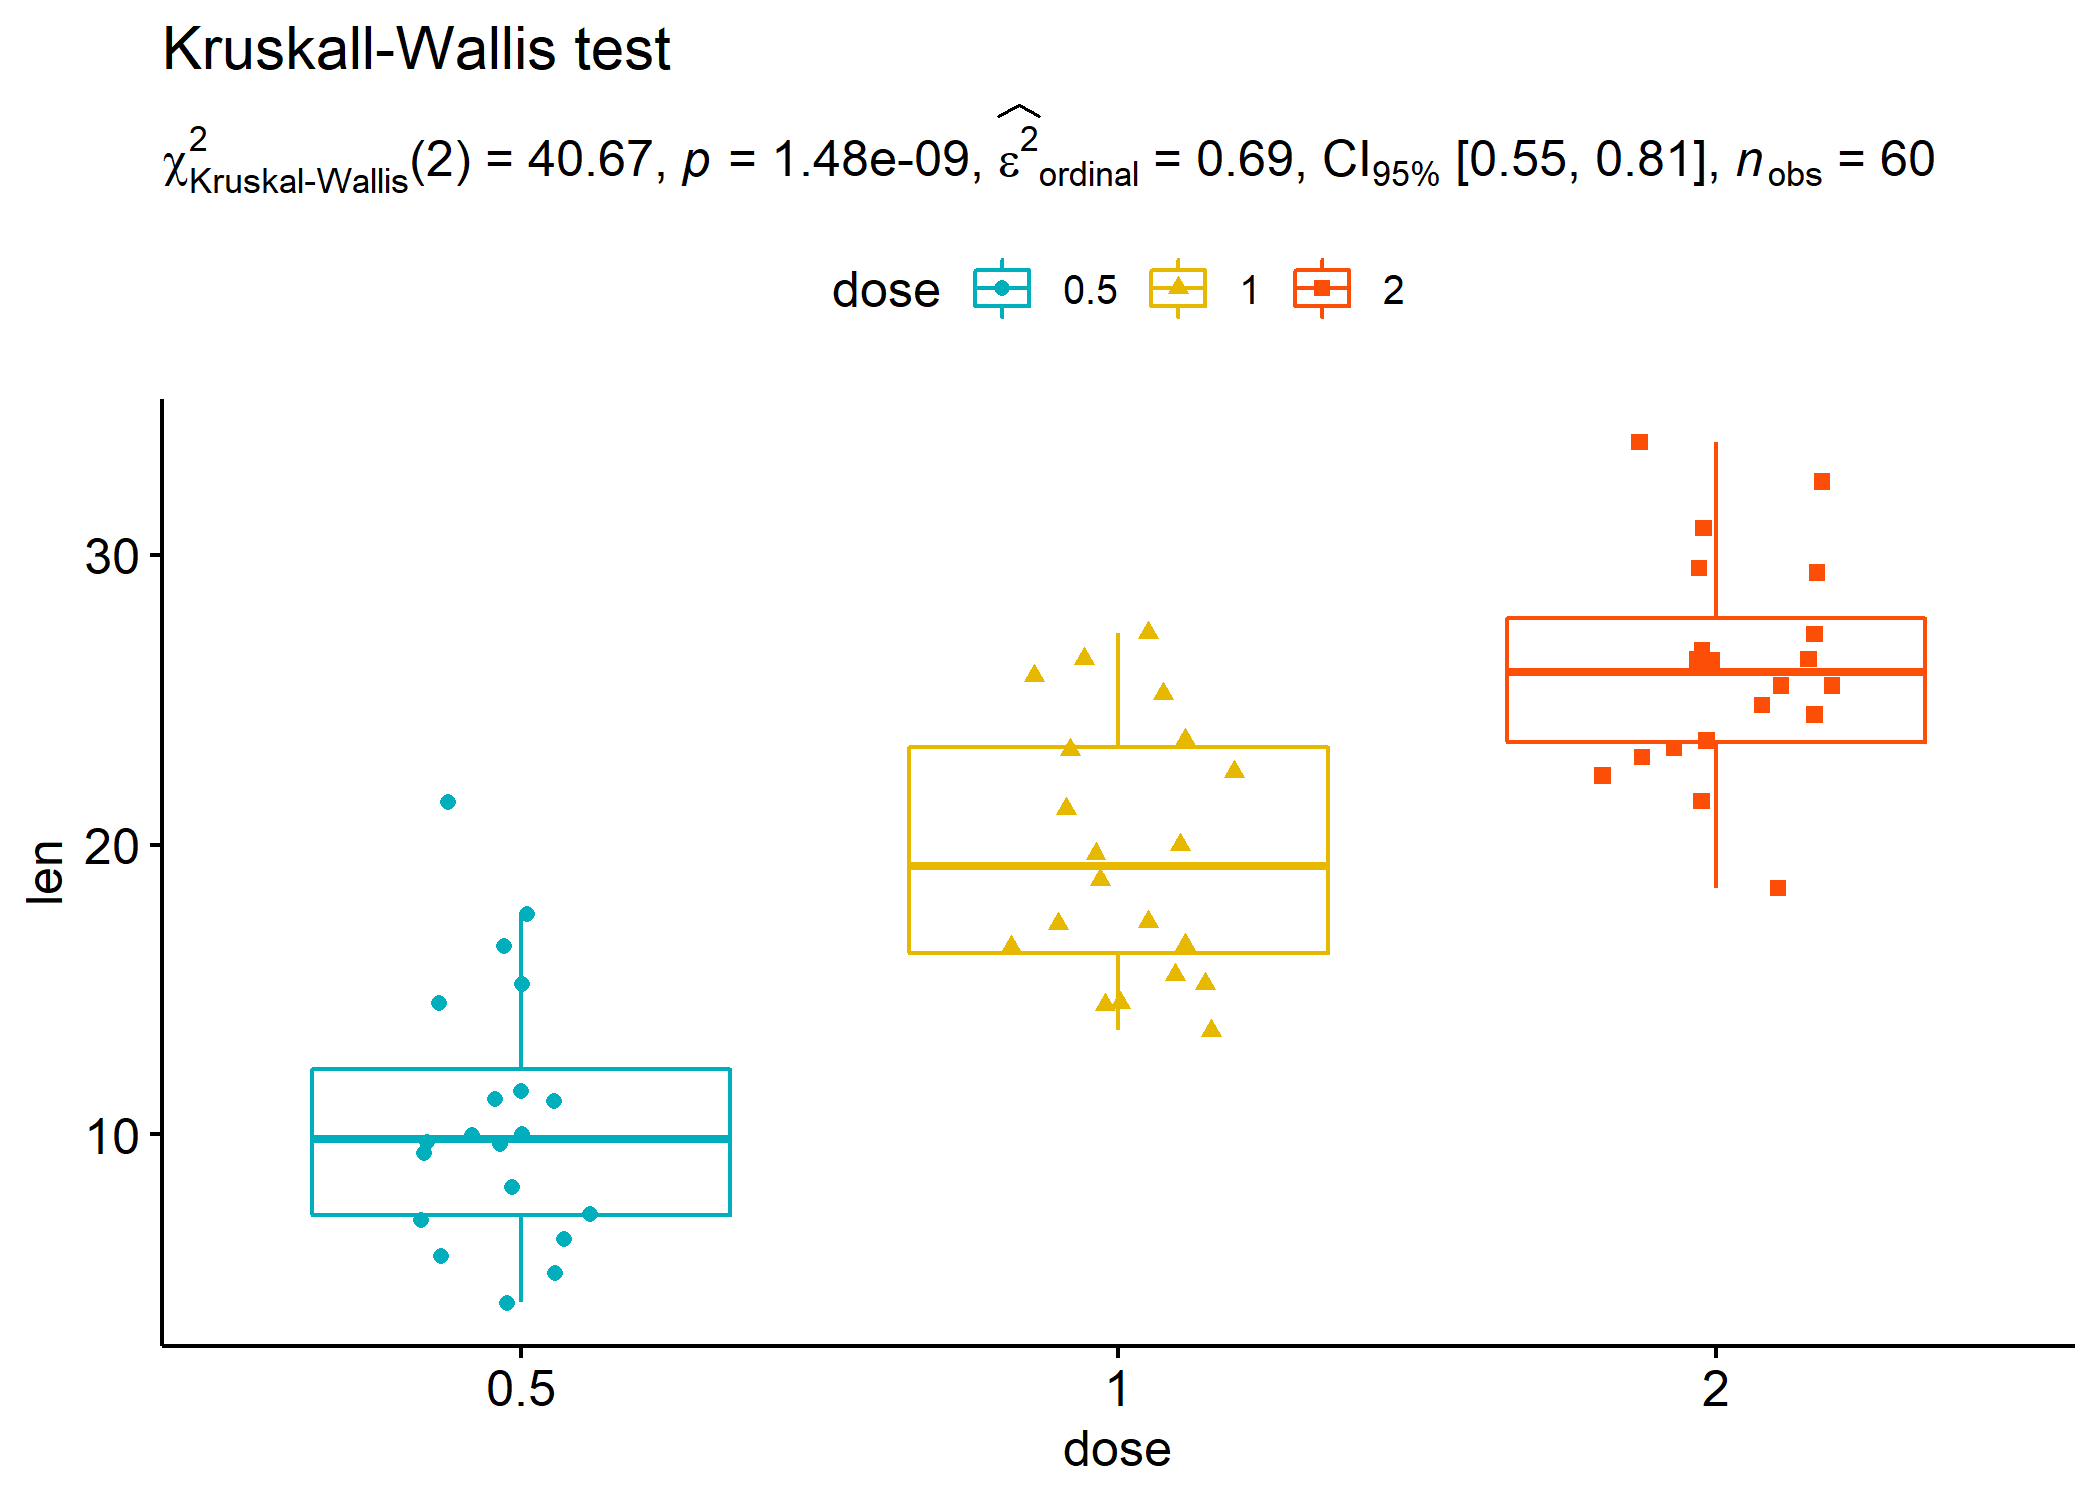 Kruskall-Wallis test
χ²Kruskal-Wallis(2) = 40.67, p = 1.48e-09, ε̂²ordinal = 0.69, CI95% [0.55, 0.81], nobs = 60
dose 0.5 1 2
30
20
10
len
0.5 1 2
dose